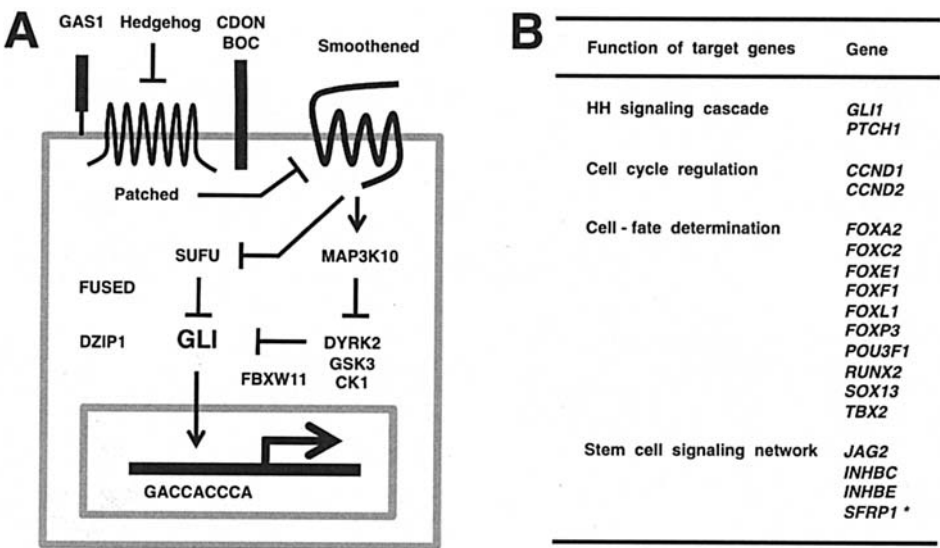 A
GAS1 Hedgehog CDON
BOC
Smoothened
Patched
SUFU MAP3K10
FUSED
DZIP1 GLI DYRK2
GSK3
FBXW11 CK1
GACCACCCA
B
Function of target genes Gene
HH signaling cascade GLI1
PTCH1
Cell cycle regulation CCND1
CCND2
Cell - fate determination FOXA2
FOXC2
FOXE1
FOXF1
FOXL1
FOXP3
POU3F1
RUNX2
SOX13
TBX2
Stem cell signaling network JAG2
INHBC
INHBE
SFRP1 *